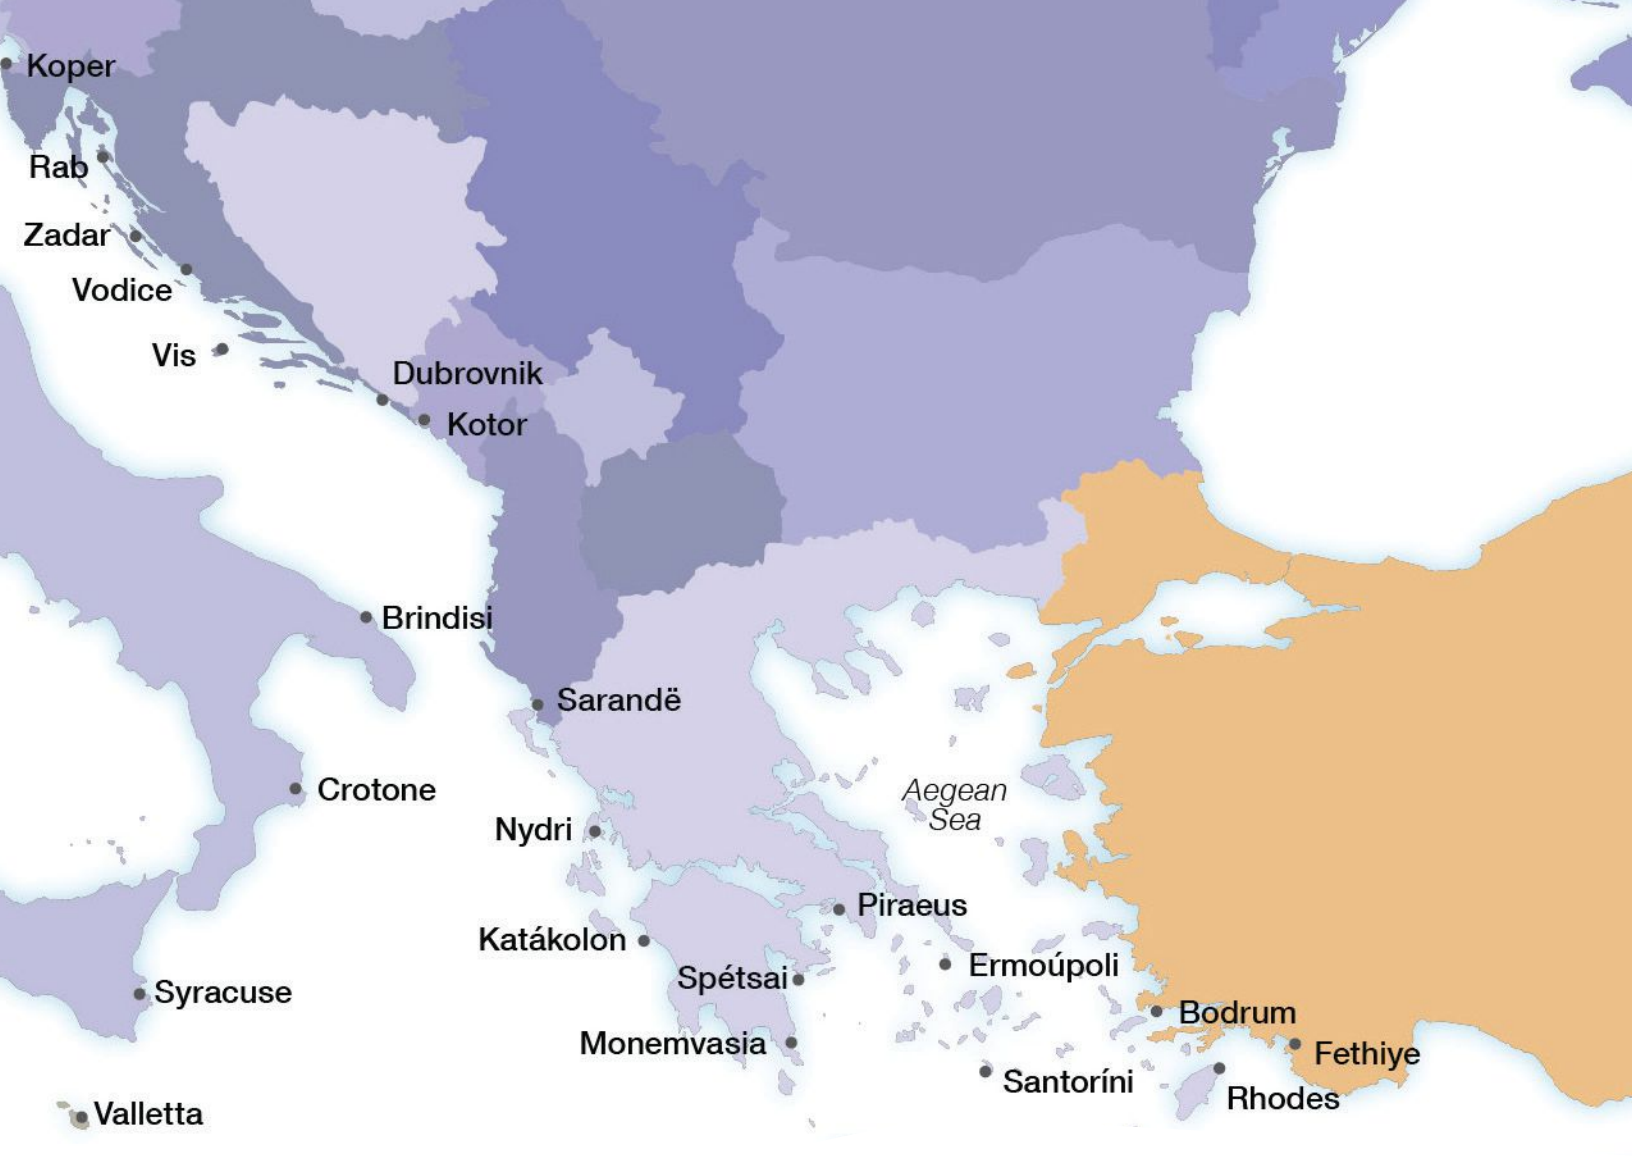 Koper
Rab
Zadar
Vodice
Vis
Dubrovnik
Kotor
Brindisi
Sarandë
Crotone
Aegean
Sea
Nydri
Piraeus
Katákolon
Ermoúpoli
Spétsai
Syracuse
Bodrum
Monemvasia
Fethiye
Santoríni
Rhodes
Valletta